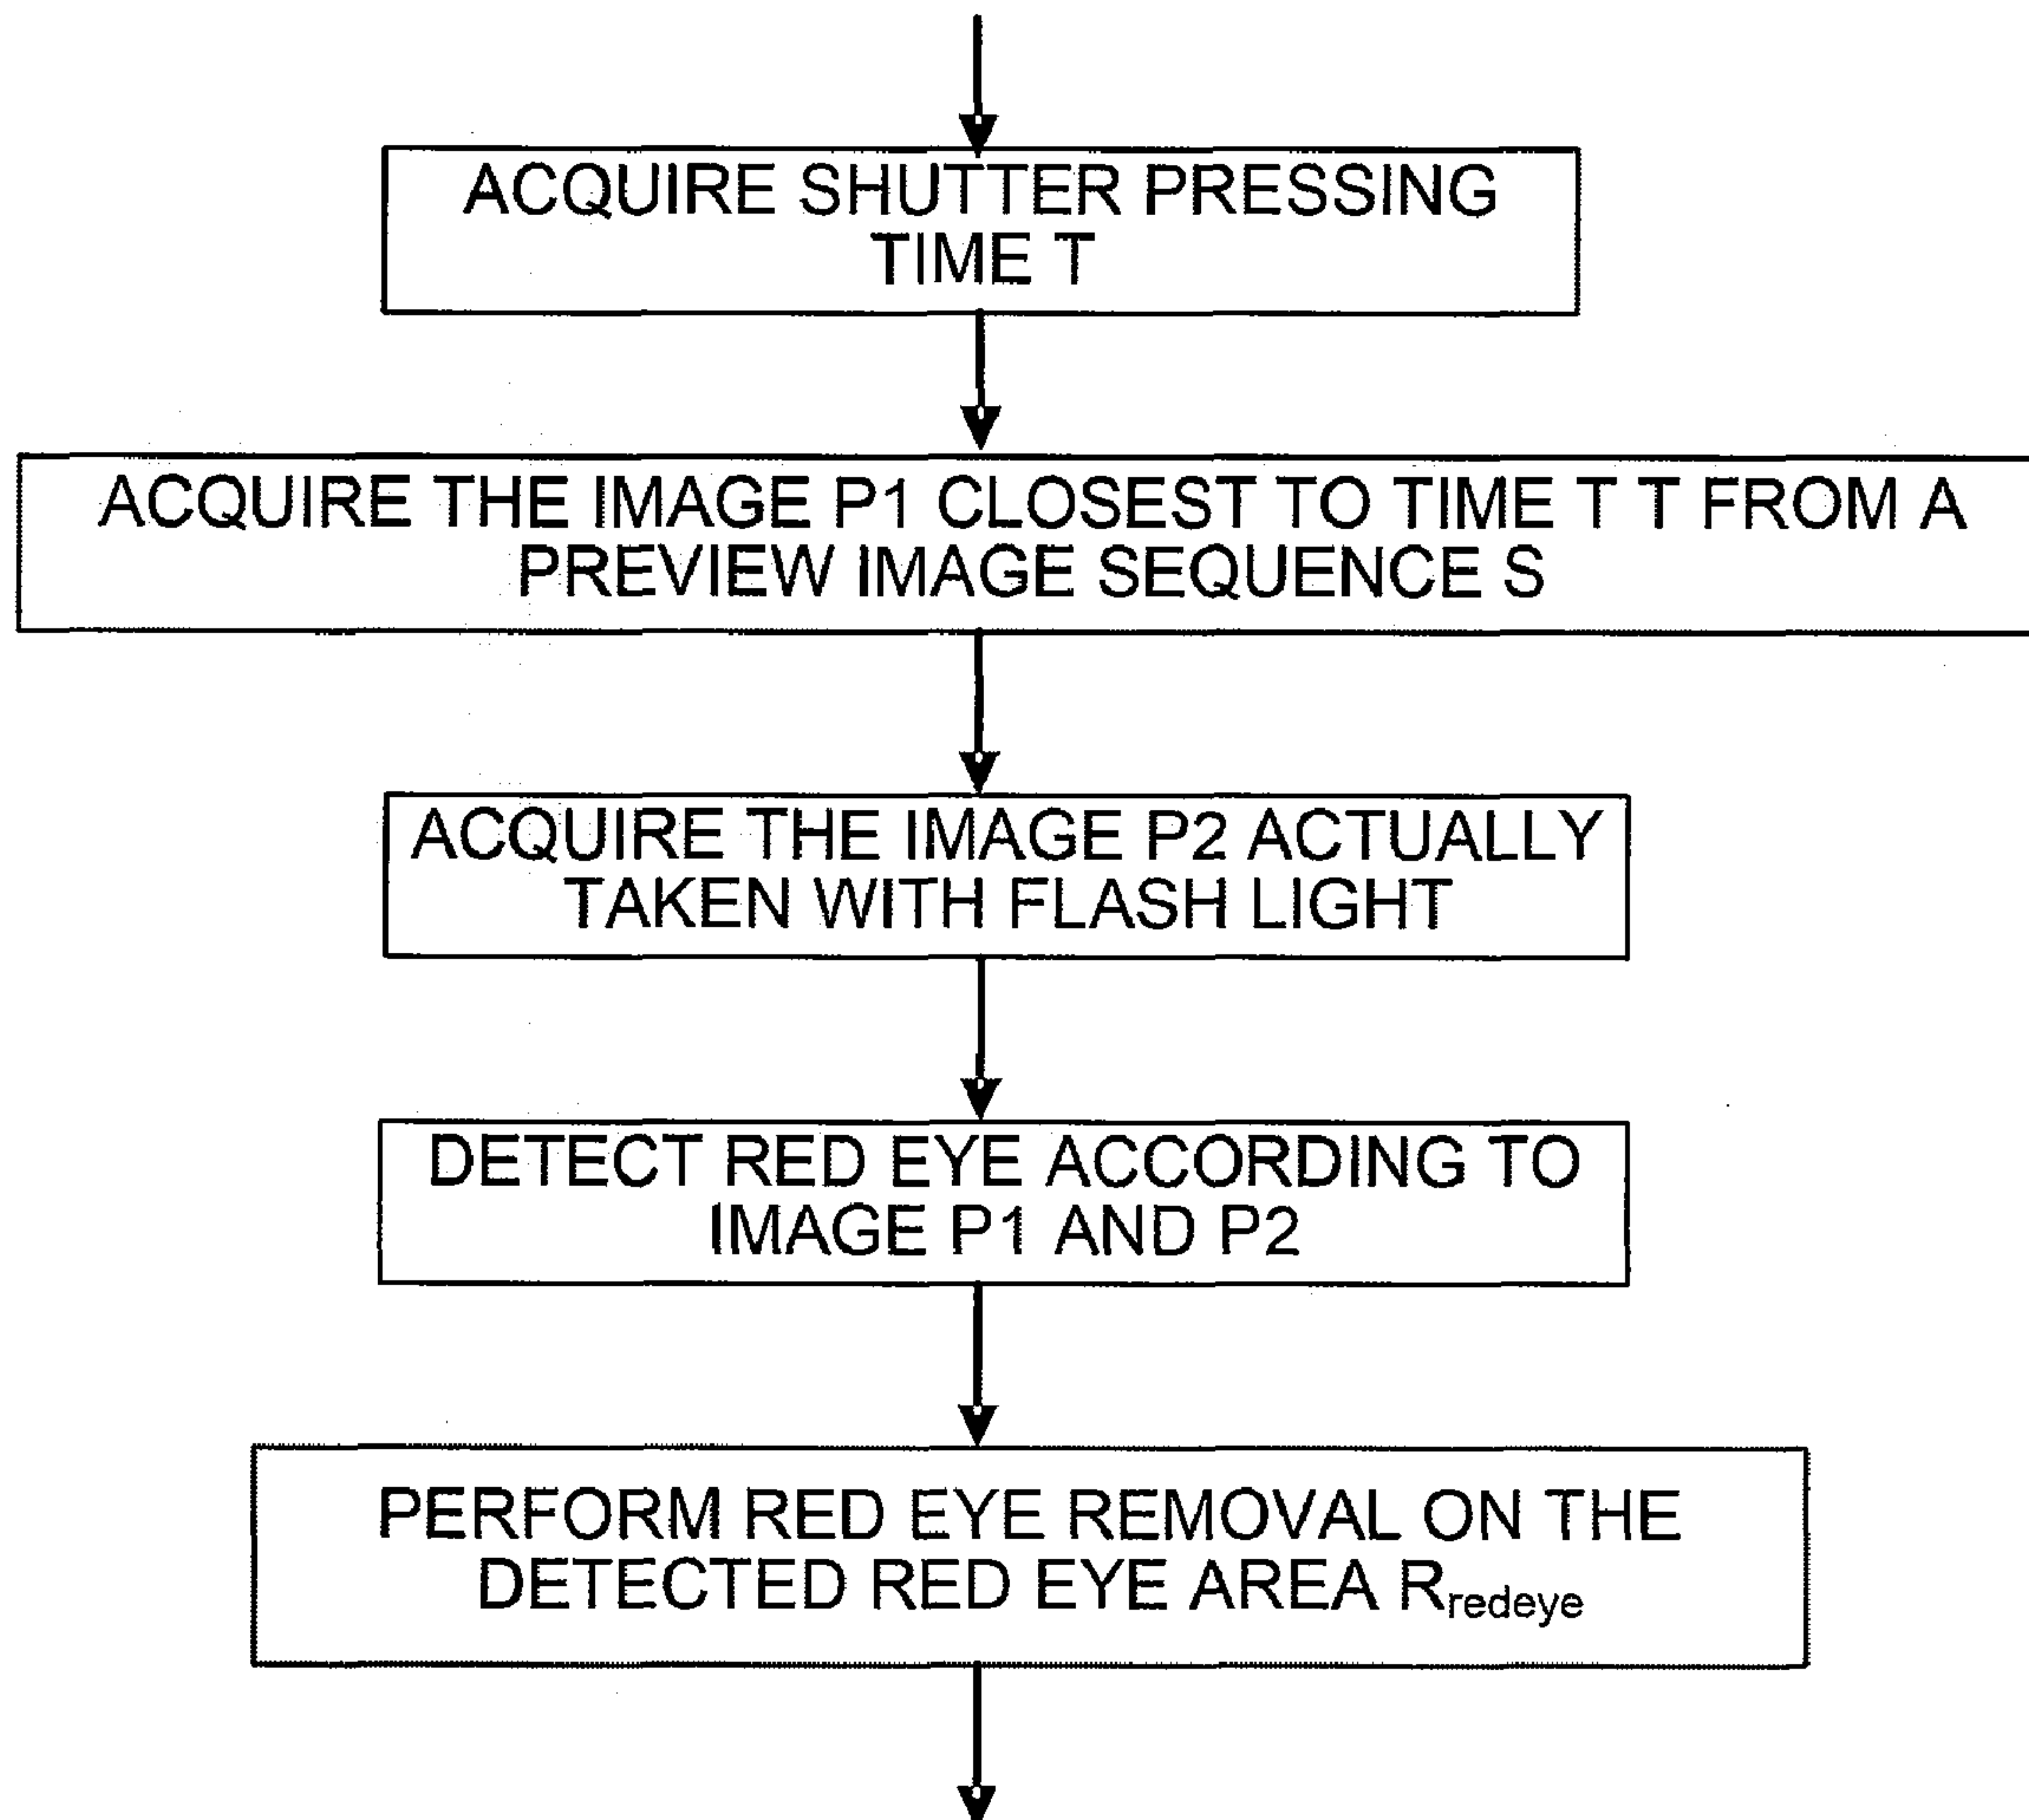 ACQUIRE SHUTTER PRESSING
TIME T
ACQUIRE THE IMAGE P1 CLOSEST TO TIME T T FROM A
PREVIEW IMAGE SEQUENCE S
ACQUIRE THE IMAGE P2 ACTUALLY
TAKEN WITH FLASH LIGHT
DETECT RED EYE ACCORDING TO
IMAGE P1 AND P2
PERFORM RED EYE REMOVAL ON THE
DETECTED RED EYE AREA Rredeye